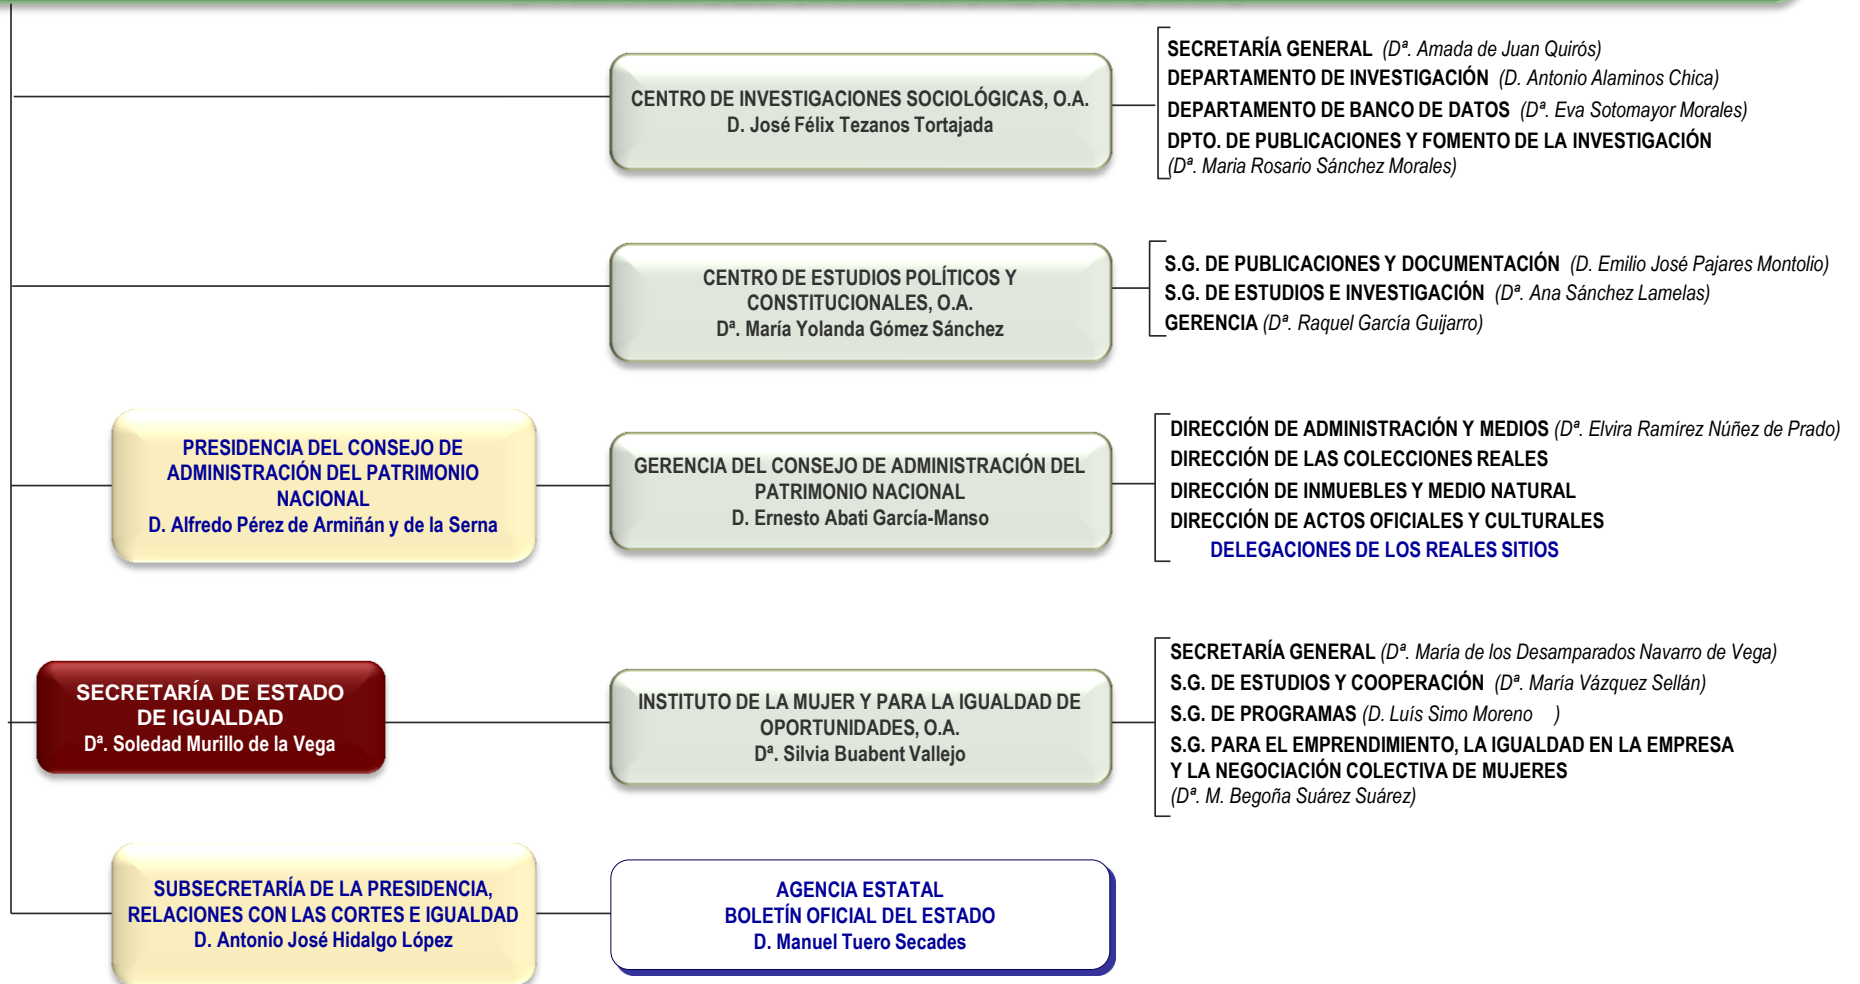 CENTRO DE INVESTIGACIONES SOCIOLÓGICAS, O.A.
D. José Félix Tezanos Tortajada
SECRETARÍA GENERAL (Dª. Amada de Juan Quirós)
DEPARTAMENTO DE INVESTIGACIÓN (D. Antonio Alaminos Chica)
DEPARTAMENTO DE BANCO DE DATOS (Dª. Eva Sotomayor Morales)
DPTO. DE PUBLICACIONES Y FOMENTO DE LA INVESTIGACIÓN
(Dª. Maria Rosario Sánchez Morales)
CENTRO DE ESTUDIOS POLÍTICOS Y
CONSTITUCIONALES, O.A.
Dª. María Yolanda Gómez Sánchez
S.G. DE PUBLICACIONES Y DOCUMENTACIÓN (D. Emilio José Pajares Montolio)
S.G. DE ESTUDIOS E INVESTIGACIÓN (Dª. Ana Sánchez Lamelas)
GERENCIA (Dª. Raquel García Guijarro)
PRESIDENCIA DEL CONSEJO DE
ADMINISTRACIÓN DEL PATRIMONIO
NACIONAL
D. Alfredo Pérez de Armiñán y de la Serna
GERENCIA DEL CONSEJO DE ADMINISTRACIÓN DEL
PATRIMONIO NACIONAL
D. Ernesto Abati García-Manso
DIRECCIÓN DE ADMINISTRACIÓN Y MEDIOS (Dª. Elvira Ramírez Núñez de Prado)
DIRECCIÓN DE LAS COLECCIONES REALES
DIRECCIÓN DE INMUEBLES Y MEDIO NATURAL
DIRECCIÓN DE ACTOS OFICIALES Y CULTURALES
DELEGACIONES DE LOS REALES SITIOS
SECRETARÍA DE ESTADO
DE IGUALDAD
Dª. Soledad Murillo de la Vega
INSTITUTO DE LA MUJER Y PARA LA IGUALDAD DE
OPORTUNIDADES, O.A.
Dª. Silvia Buabent Vallejo
SECRETARÍA GENERAL (Dª. María de los Desamparados Navarro de Vega)
S.G. DE ESTUDIOS Y COOPERACIÓN (Dª. María Vázquez Sellán)
S.G. DE PROGRAMAS (D. Luís Simo Moreno )
S.G. PARA EL EMPRENDIMIENTO, LA IGUALDAD EN LA EMPRESA
Y LA NEGOCIACIÓN COLECTIVA DE MUJERES
(Dª. M. Begoña Suárez Suárez)
SUBSECRETARÍA DE LA PRESIDENCIA,
RELACIONES CON LAS CORTES E IGUALDAD
D. Antonio José Hidalgo López
AGENCIA ESTATAL
BOLETÍN OFICIAL DEL ESTADO
D. Manuel Tuero Secades